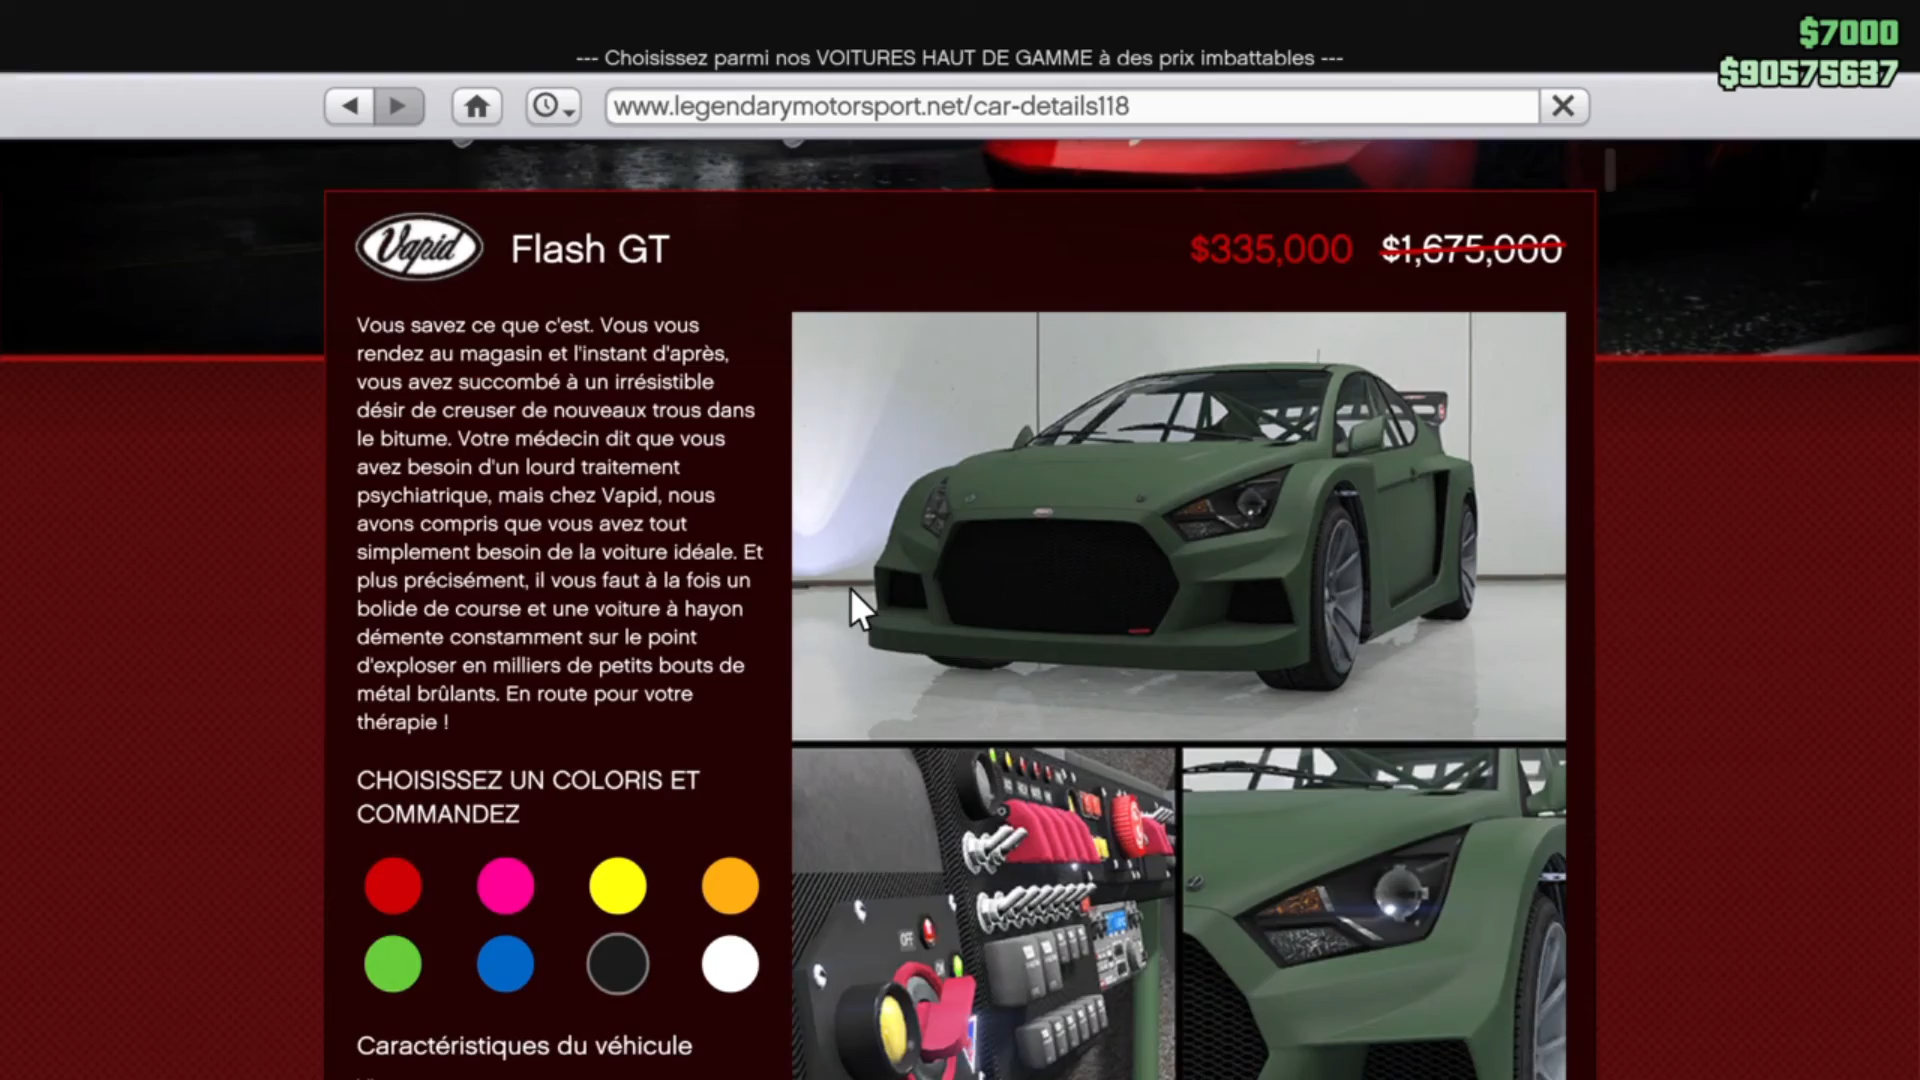 $7000
--- Choisissez parmi nos VOITURES HAUT DE GAMME à des prix imbattables ---
$90575637
www.legendarymotorsport.net/car-details118
Vapid
Flash GT
$335,000 $1,675,000
Vous savez ce que c'est. Vous vous
rendez au magasin et l'instant d'après,
vous avez succombé à un irrésistible
désir de creuser de nouveaux trous dans
le bitume. Votre médecin dit que vous
avez besoin d'un lourd traitement
psychiatrique, mais chez Vapid, nous
avons compris que vous avez tout
simplement besoin de la voiture idéale. Et
plus précisément, il vous faut à la fois un
bolide de course et une voiture à hayon
démente constamment sur le point
d'exploser en milliers de petits bouts de
métal brûlants. En route pour votre
thérapie !
CHOISISSEZ UN COLORIS ET
COMMANDEZ
OFF
Caractéristiques du véhicule